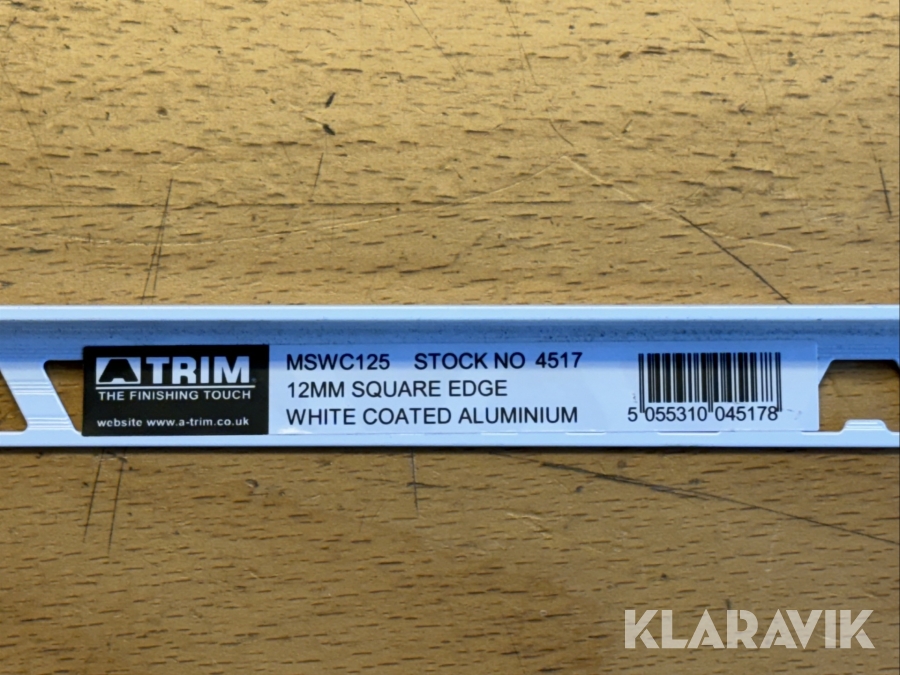 ATRIM
THE FINISHING TOUCH
website www.a-trim.co.uk
MSWC125 STOCK NO 4517
12MM SQUARE EDGE
WHITE COATED ALUMINIUM
5 055310 045178
KLARAVIK